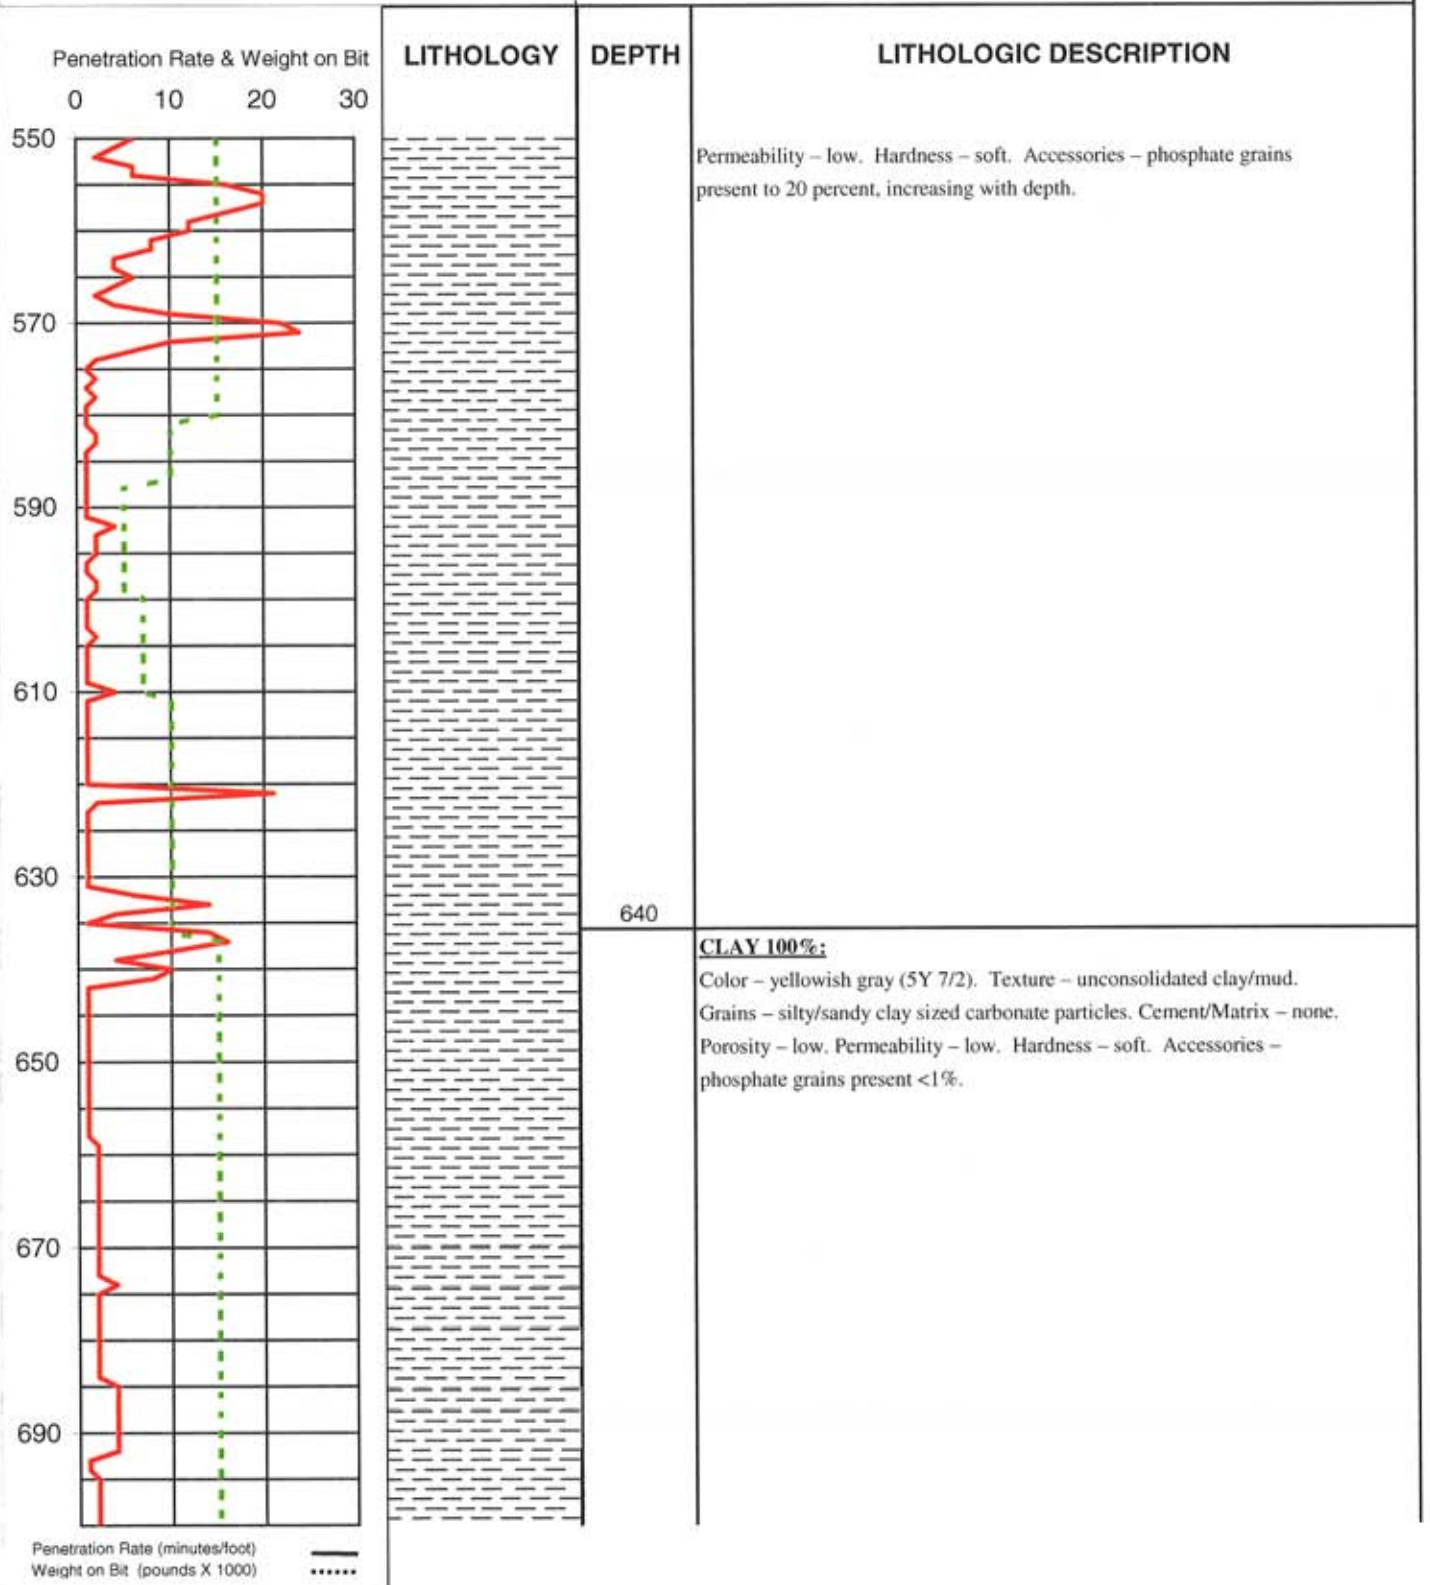 Penetration Rate & Weight on Bit
0 10 20 30
LITHOLOGY
DEPTH
LITHOLOGIC DESCRIPTION
550
570
590
610
630
650
670
690
Penetration Rate (minutes/foot)
Weight on Bit (pounds X 1000)
640
Permeability – low. Hardness – soft. Accessories – phosphate grains
present to 20 percent, increasing with depth.
CLAY 100%:
Color – yellowish gray (5Y 7/2). Texture – unconsolidated clay/mud.
Grains – silty/sandy clay sized carbonate particles. Cement/Matrix – none.
Porosity – low. Permeability – low. Hardness – soft. Accessories –
phosphate grains present <1%.